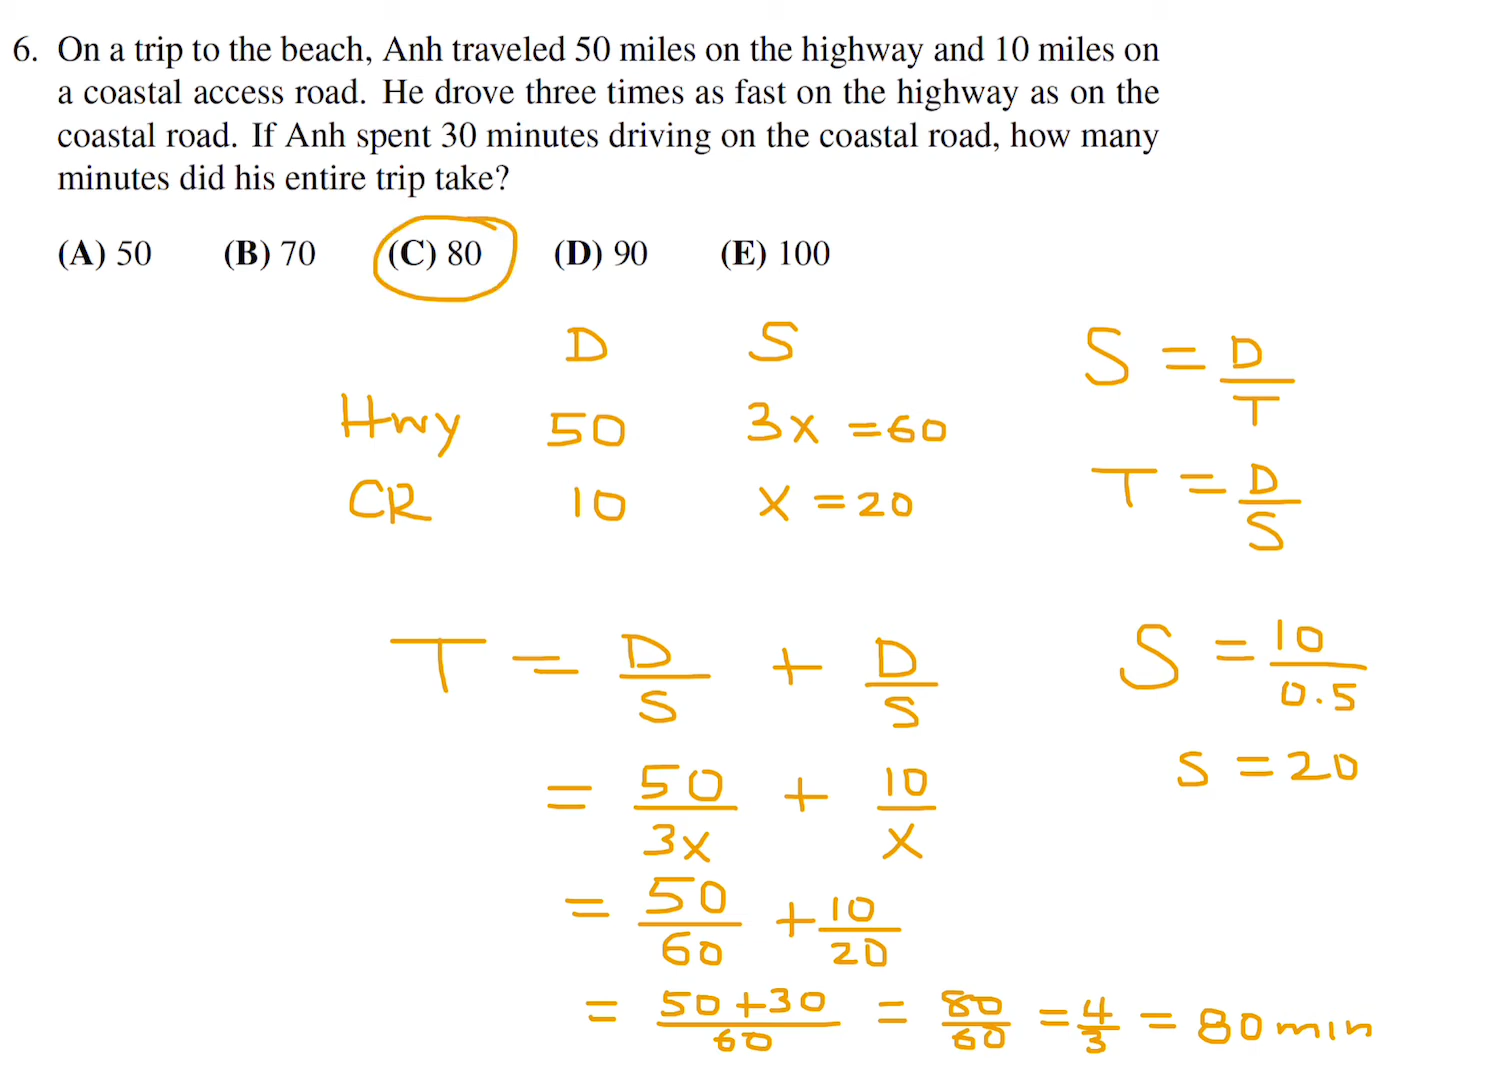 6. On a trip to the beach, Anh traveled 50 miles on the highway and 10 miles on
a coastal access road. He drove three times as fast on the highway as on the
coastal road. If Anh spent 30 minutes driving on the coastal road, how many
minutes did his entire trip take?
(A) 50 (B) 70 (C) 80 (D) 90 (E) 100
D S
Hwy 50 3x =60
CR 10 x =20
S = D/T
T = D/S
T = D/S + D/S
= 50/3x + 10/x
= 50/60 + 10/20
= 50+30/60 = 80/60 = 4/3 = 80 min
S = 10/0.5
S = 20